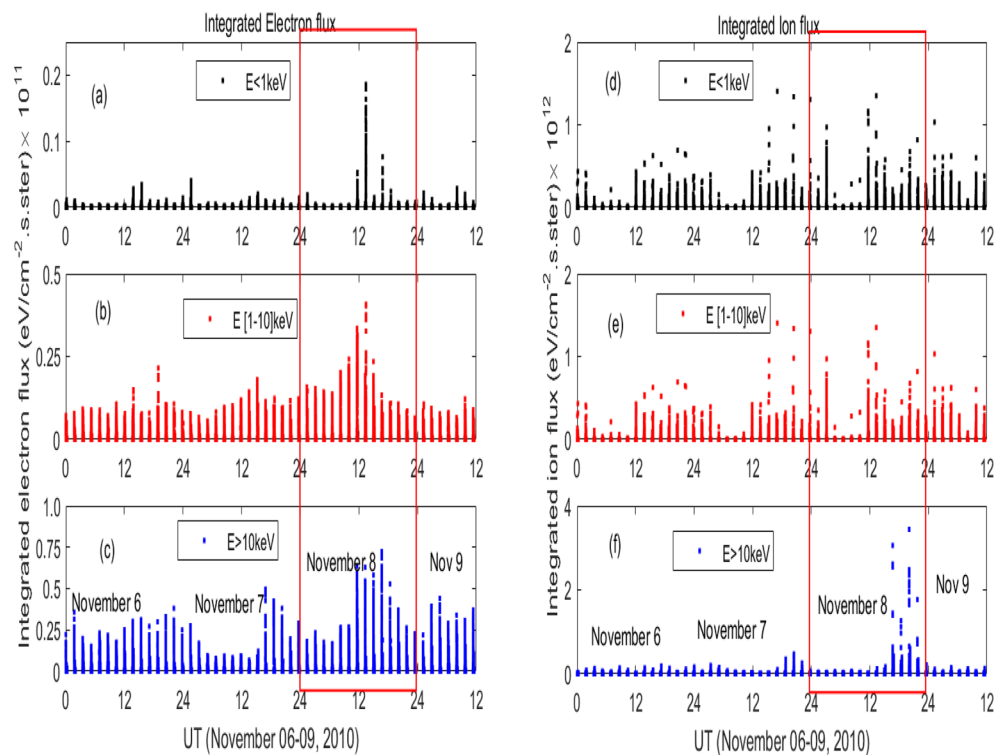 Integrated Electron flux
Integrated electron flux (eV/cm⁻².s.ster) × 10¹¹
(a)
E<1keV
0.2
0.1
0
0 12 24 12 24 12 24 12
(b)
E [1-10]keV
0.5
0.25
0
0 12 24 12 24 12 24 12
(c)
E>10keV
1.0
0.75
0.50
0.25
0
November 6
November 7
November 8
Nov 9
0 12 24 12 24 12 24 12
UT (November 06-09, 2010)
Integrated Ion flux
Integrated ion flux (eV/cm⁻².s.ster) × 10¹²
(d)
E<1keV
2
1
0
0 12 24 12 24 12 24 12
(e)
E [1-10]keV
2
1
0
0 12 24 12 24 12 24 12
(f)
E>10keV
4
2
0
November 6
November 7
November 8
Nov 9
0 12 24 12 24 12 24 12
UT (November 06-09, 2010)